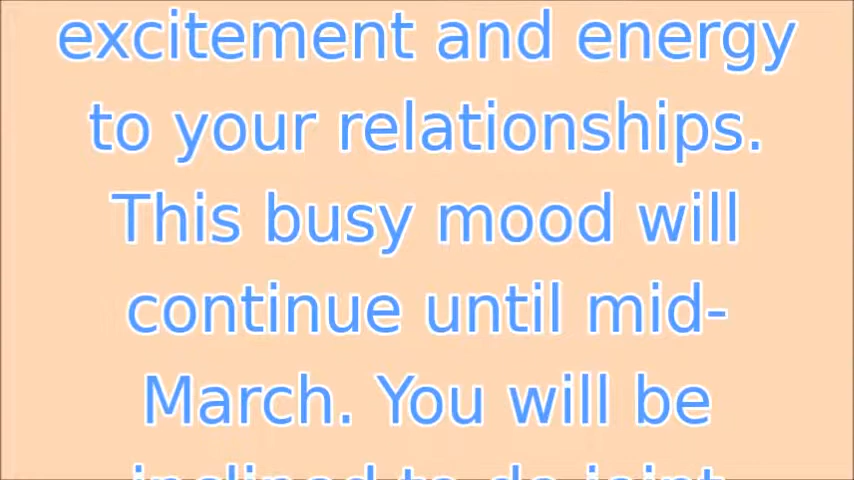 excitement and energy
to your relationships.
This busy mood will
continue until mid-
March. You will be
inclined to do joint